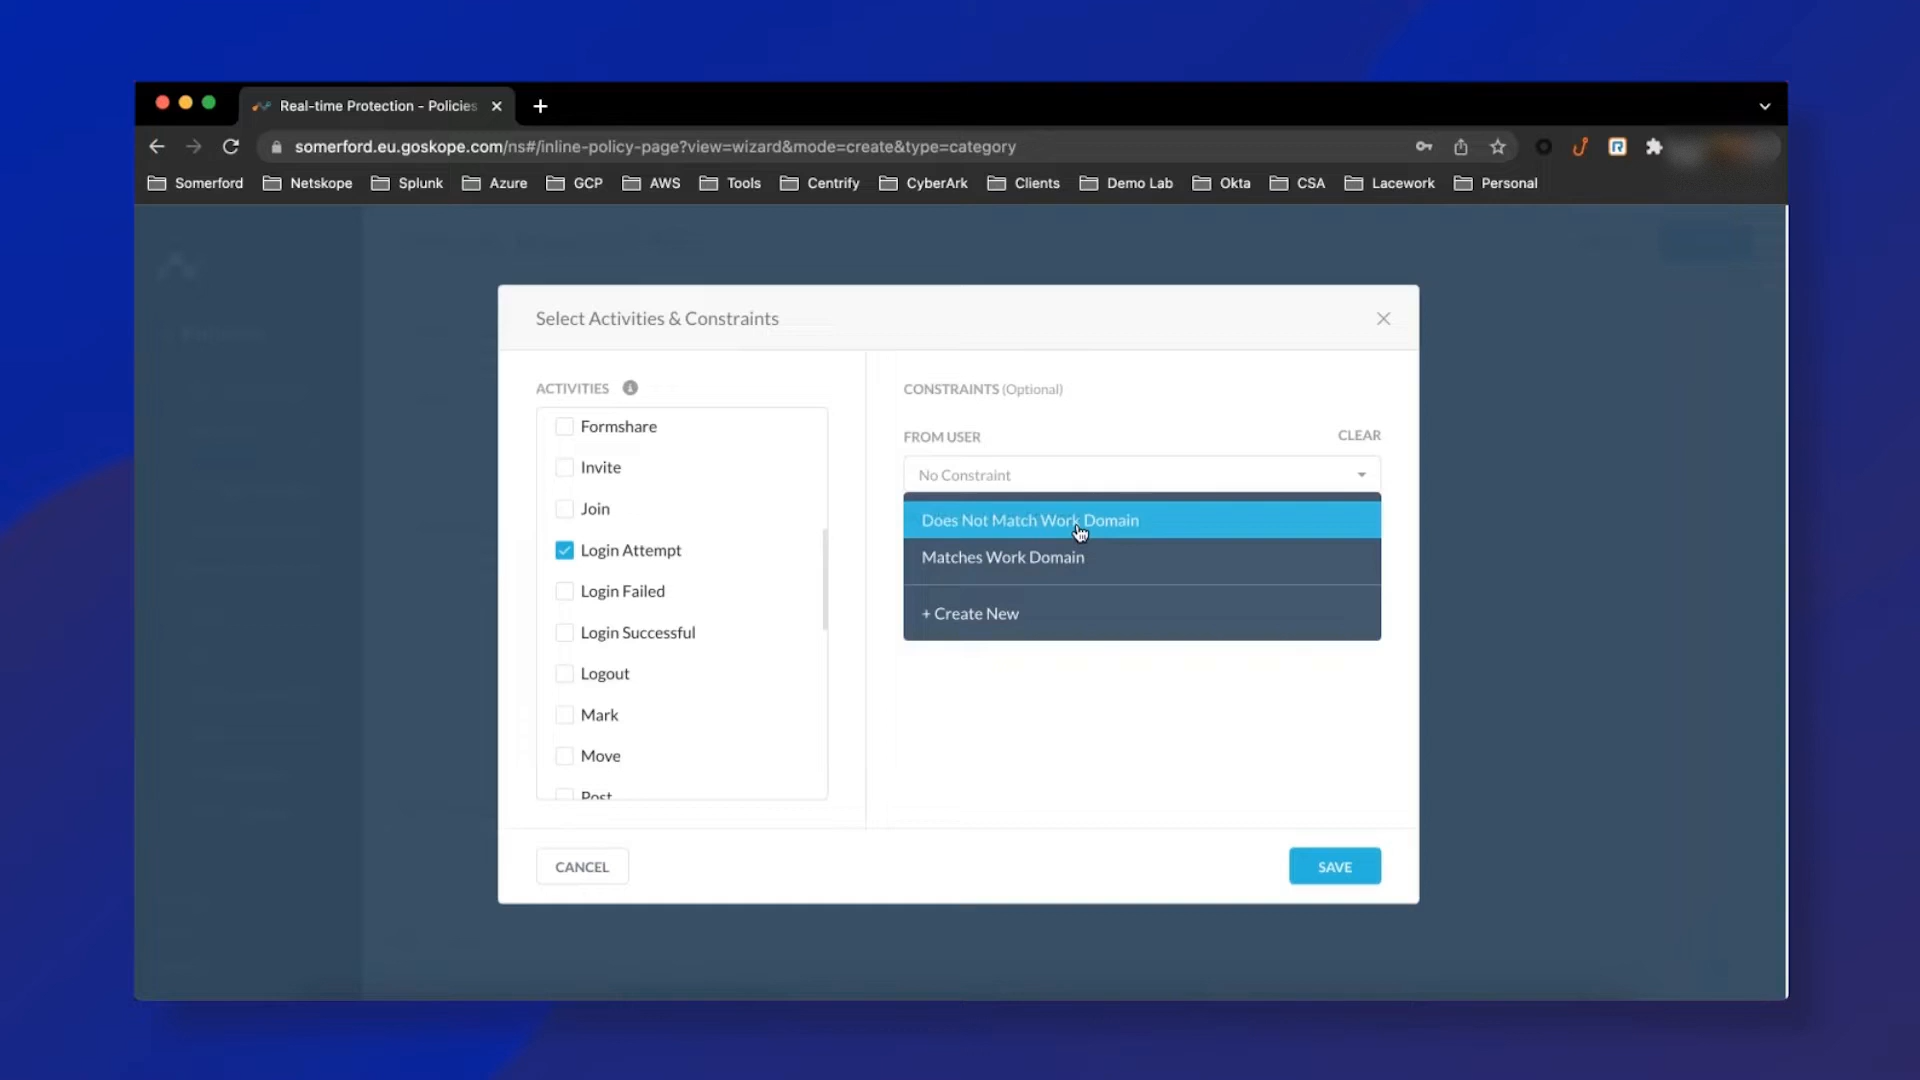 Real-time Protection - Policies
somerford.eu.goskope.com/ns#/inline-policy-page?view=wizard&mode=create&type=category
Somerford Netskope Splunk Azure GCP AWS Tools Centrify CyberArk Clients Demo Lab Okta CSA Lacework Personal
Select Activities & Constraints
ACTIVITIES
Formshare
Invite
Join
Login Attempt
Login Failed
Login Successful
Logout
Mark
Move
Post
CONSTRAINTS (Optional)
FROM USER CLEAR
No Constraint
Does Not Match Work Domain
Matches Work Domain
+ Create New
CANCEL SAVE